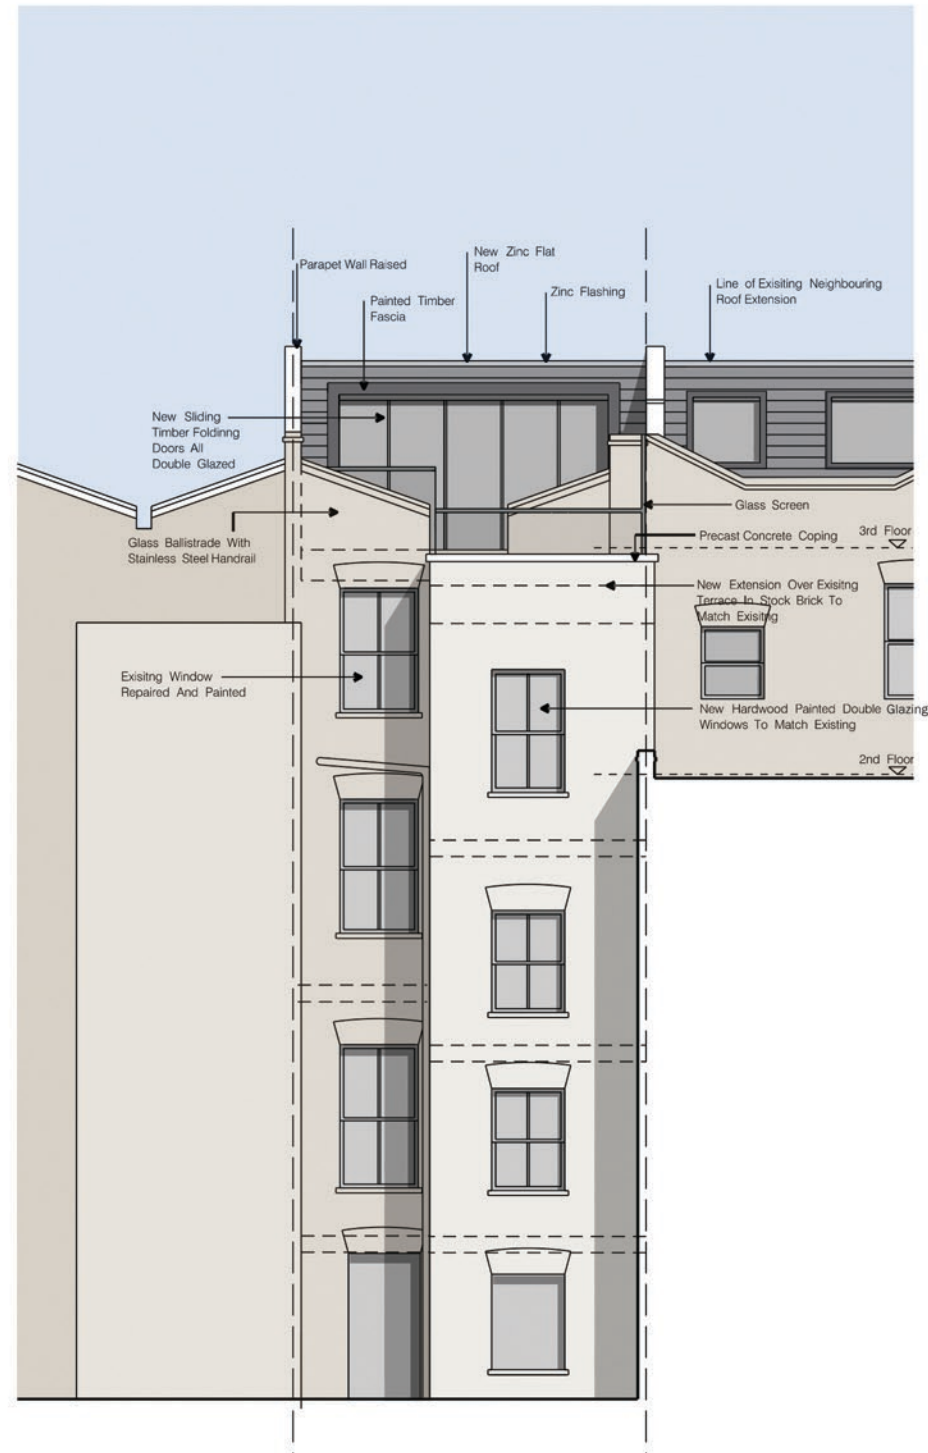 New Zinc Flat
Roof
Parapet Wall Raised
Painted Timber
Fascia
Zinc Flashing
Line of Exisiting Neighbouring
Roof Extension
New Sliding
Timber Foldinng
Doors All
Double Glazed
Glass Screen
Glass Ballistrade With
Stainless Steel Handrail
Precast Concrete Coping
3rd Floor
New Extension Over Exisitng
Terrace In Stock Brick To
Match Exisitng
Exisitng Window
Repaired And Painted
New Hardwood Painted Double Glazing
Windows To Match Existing
2nd Floor